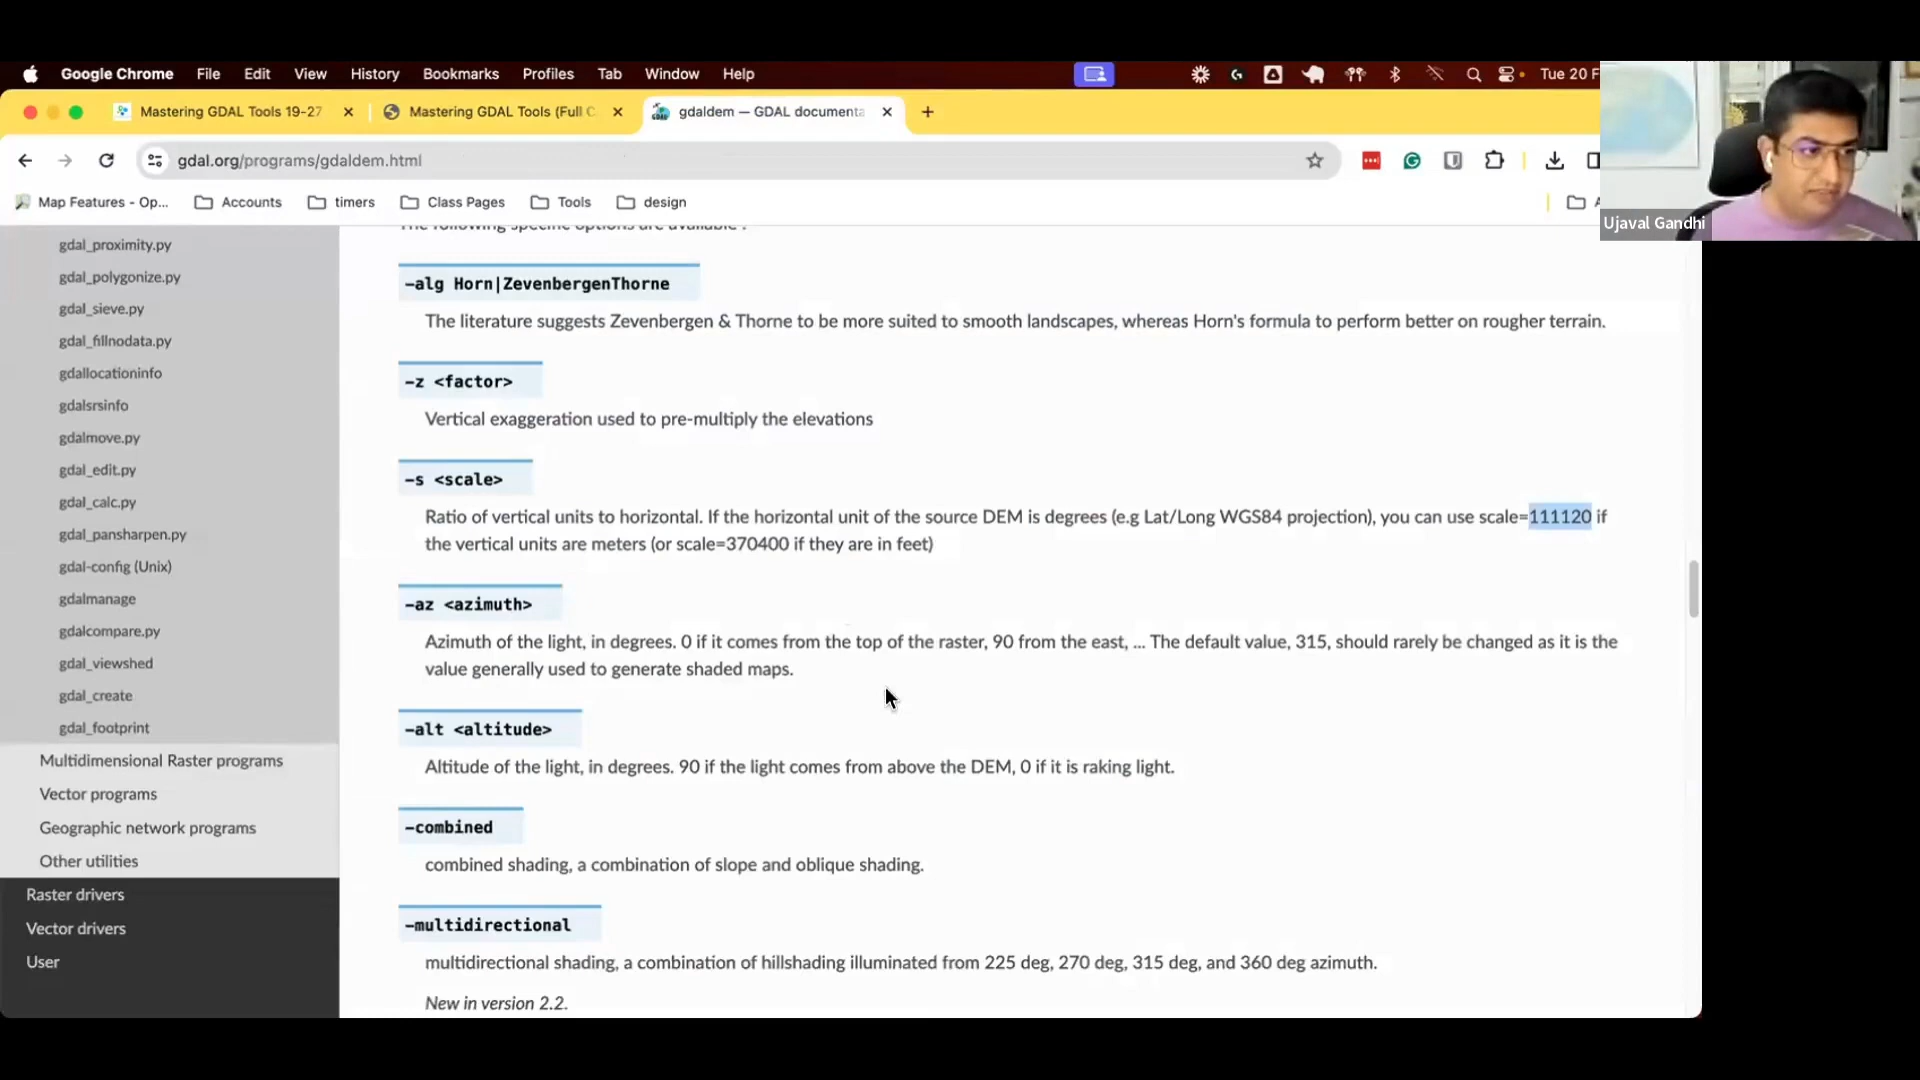 Google Chrome File Edit View History Bookmarks Profiles Tab Window Help Tue 20 F
Mastering GDAL Tools 19-27
Mastering GDAL Tools (Full C
gdaldem — GDAL documenta
gdal.org/programs/gdaldem.html
Map Features - Op... Accounts timers Class Pages Tools design A
Ujaval Gandhi
gdal_proximity.py
gdal_polygonize.py
gdal_sieve.py
gdal_fillnodata.py
gdallocationinfo
gdalsrsinfo
gdalmove.py
gdal_edit.py
gdal_calc.py
gdal_pansharpen.py
gdal-config (Unix)
gdalmanage
gdalcompare.py
gdal_viewshed
gdal_create
gdal_footprint
Multidimensional Raster programs
Vector programs
Geographic network programs
Other utilities
Raster drivers
Vector drivers
User
The following specific options are available :
-alg Horn|ZevenbergenThorne
The literature suggests Zevenbergen & Thorne to be more suited to smooth landscapes, whereas Horn's formula to perform better on rougher terrain.
-z <factor>
Vertical exaggeration used to pre-multiply the elevations
-s <scale>
Ratio of vertical units to horizontal. If the horizontal unit of the source DEM is degrees (e.g Lat/Long WGS84 projection), you can use scale=111120 if
the vertical units are meters (or scale=370400 if they are in feet)
-az <azimuth>
Azimuth of the light, in degrees. 0 if it comes from the top of the raster, 90 from the east, ... The default value, 315, should rarely be changed as it is the
value generally used to generate shaded maps.
-alt <altitude>
Altitude of the light, in degrees. 90 if the light comes from above the DEM, 0 if it is raking light.
-combined
combined shading, a combination of slope and oblique shading.
-multidirectional
multidirectional shading, a combination of hillshading illuminated from 225 deg, 270 deg, 315 deg, and 360 deg azimuth.
New in version 2.2.